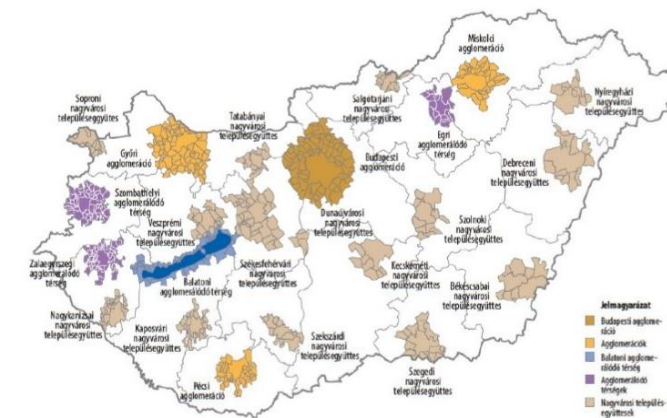 Miskolci
agglomeráció
Soproni
nagyvárosi
településegyüttes
Tatabányai
nagyvárosi
településegyüttes
Salgótarjáni
nagyvárosi
településegyüttes
Nyíregyházi
nagyvárosi
településegyüttes
Győri
agglomeráció
Egri
agglomerálódó
térség
Budapesti
agglomeráció
Debreceni
nagyvárosi
településegyüttes
Szombathelyi
agglomerálódó
térség
Veszprémi
nagyvárosi
településegyüttes
Dunaújvárosi
nagyvárosi
településegyüttes
Szolnoki
nagyvárosi
településegyüttes
Zalaegerszegi
agglomerálódó
térség
Balatoni
agglomerálódó térség
Székesfehérvári
nagyvárosi
településegyüttes
Kecskeméti
nagyvárosi
településegyüttes
Békéscsabai
nagyvárosi
településegyüttes
Nagykanizsai
nagyvárosi
településegyüttes
Kaposvári
nagyvárosi
településegyüttes
Szekszárdi
nagyvárosi
településegyüttes
Pécsi
agglomeráció
Szegedi
nagyvárosi
településegyüttes
Jelmagyarázat
Budapesti agglome-
ráció
Agglomerációk
Balatoni agglome-
rálódó térség
Agglomerálódó
térségek
Nagyvárosi település-
együttesek